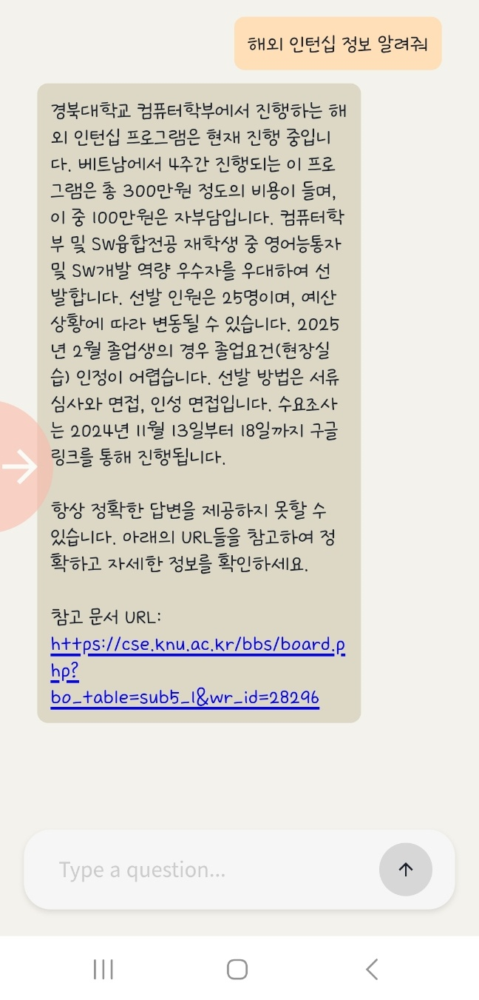 해외 인턴십 정보 알려줘
경북대학교 컴퓨터학부에서 진행하는 해
외 인턴십 프로그램은 현재 진행 중입니
다. 베트남에서 4주간 진행되는 이 프로
그램은 총 300만원 정도의 비용이 들며,
이 중 100만원은 자부담입니다. 컴퓨터학
부 및 SW융합전공 재학생 중 영어능통자
및 SW개발 역량 우수자를 우대하여 선
발합니다. 선발 인원은 25명이며, 예산
상황에 따라 변동될 수 있습니다. 2025
년 2월 졸업생의 경우 졸업요건(현장실
습) 인정이 어렵습니다. 선발 방법은 서류
심사와 면접, 인성 면접입니다. 수요조사
는 2024년 11월 13일부터 18일까지 구글
링크를 통해 진행됩니다.
항상 정확한 답변을 제공하지 못할 수
있습니다. 아래의 URL들을 참고하여 정
확하고 자세한 정보를 확인하세요.
참고 문서 URL:
https://cse.knu.ac.kr/bbs/board.p
hp?
bo_table=sub5_1&wr_id=28296
Type a question...